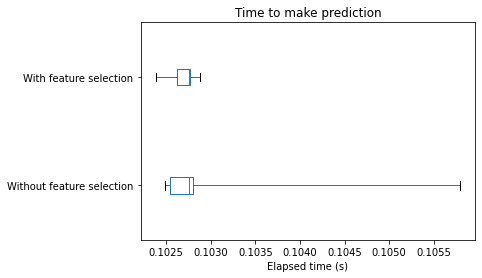 Time to make prediction
With feature selection
Without feature selection
0.1025 0.1030 0.1035 0.1040 0.1045 0.1050 0.1055
Elapsed time (s)